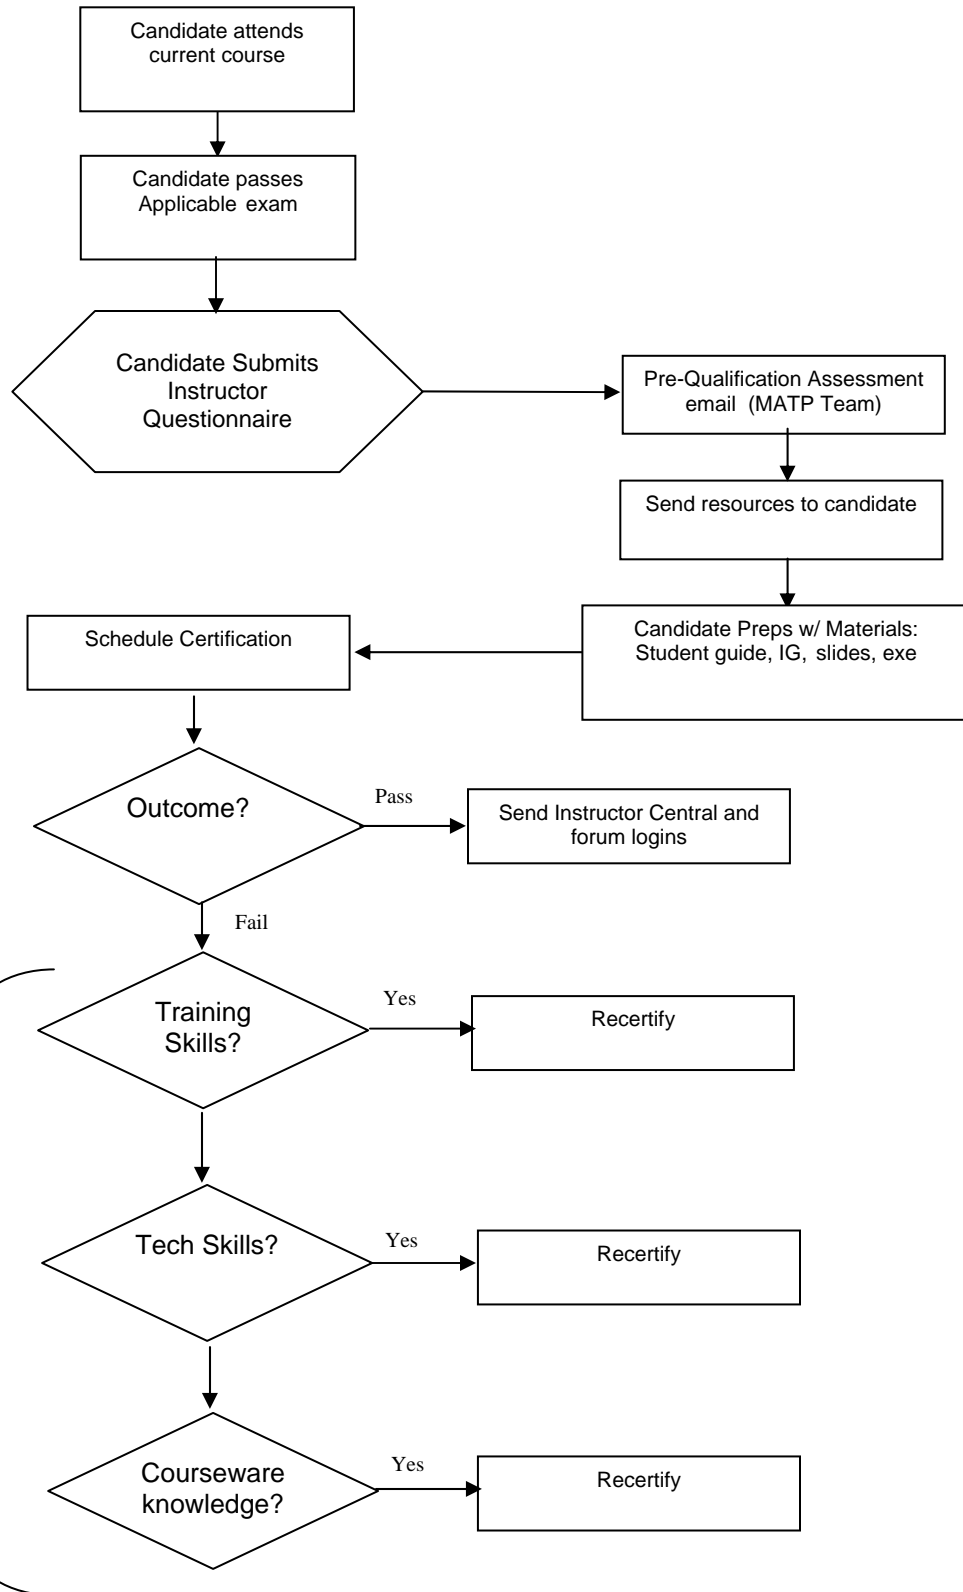 Candidate attends
current course
Candidate passes
Applicable exam
Candidate Submits
Instructor
Questionnaire
Pre-Qualification Assessment
email (MATP Team)
Send resources to candidate
Candidate Preps w/ Materials:
Student guide, IG, slides, exe
Schedule Certification
Outcome?
Pass
Send Instructor Central and
forum logins
Fail
Training
Skills?
Yes
Recertify
Tech Skills?
Yes
Recertify
Courseware
knowledge?
Yes
Recertify